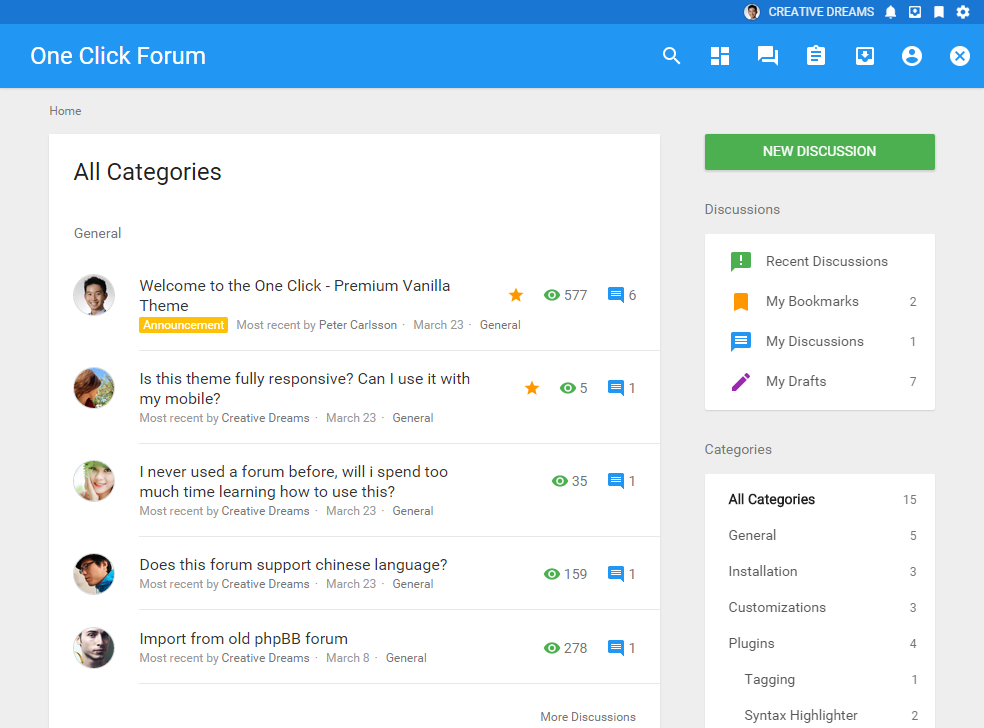 CREATIVE DREAMS
One Click Forum
Home
All Categories
General
Welcome to the One Click - Premium Vanilla
Theme
577
6
Announcement Most recent by Peter Carlsson · March 23 · General
Is this theme fully responsive? Can I use it with
my mobile?
5
1
Most recent by Creative Dreams · March 23 · General
I never used a forum before, will i spend too
much time learning how to use this?
35
1
Most recent by Creative Dreams · March 23 · General
Does this forum support chinese language?
159
1
Most recent by Creative Dreams · March 23 · General
Import from old phpBB forum
278
1
Most recent by Creative Dreams · March 8 · General
More Discussions
NEW DISCUSSION
Discussions
Recent Discussions
My Bookmarks 2
My Discussions 1
My Drafts 7
Categories
All Categories 15
General 5
Installation 3
Customizations 3
Plugins 4
Tagging 1
Syntax Highlighter 2